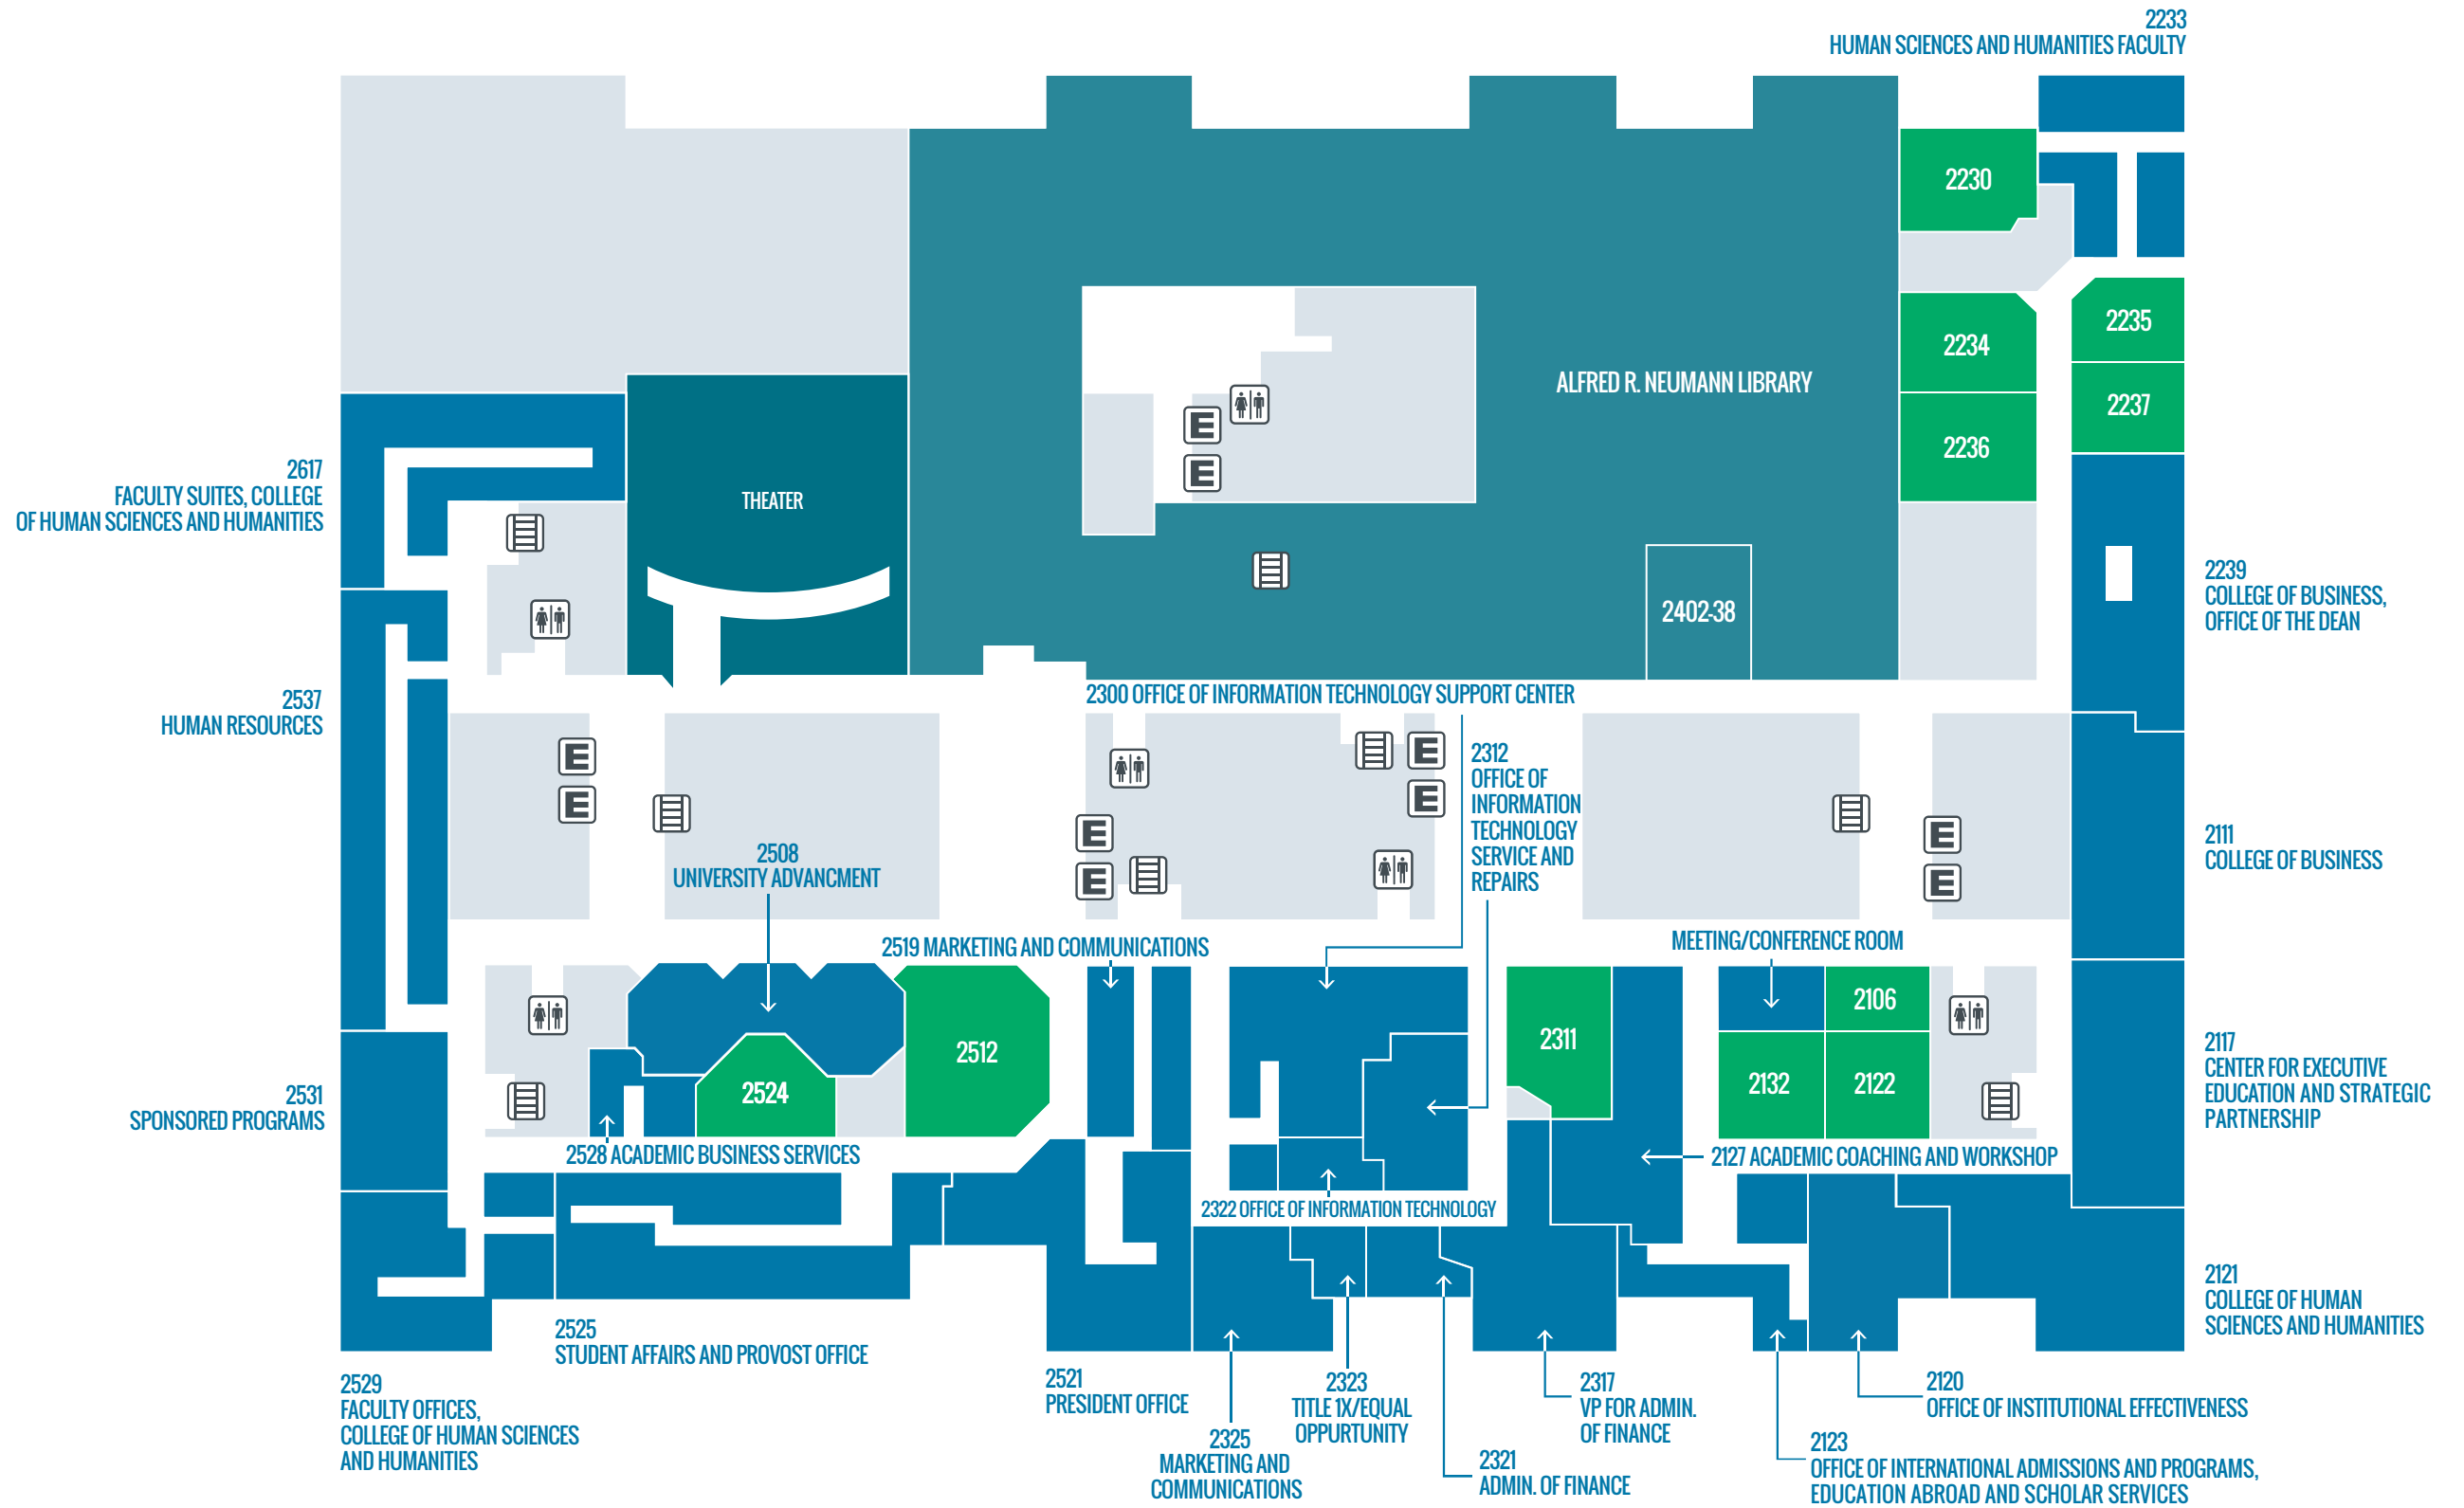 2233
HUMAN SCIENCES AND HUMANITIES FACULTY
2230
2235
2234
2237
2236
ALFRED R. NEUMANN LIBRARY
E
E
THEATER
2617
FACULTY SUITES, COLLEGE
OF HUMAN SCIENCES AND HUMANITIES
2402-38
2239
COLLEGE OF BUSINESS,
OFFICE OF THE DEAN
2537
HUMAN RESOURCES
2300 OFFICE OF INFORMATION TECHNOLOGY SUPPORT CENTER
E
E
E
E
E
E
E
E
2312
OFFICE OF
INFORMATION
TECHNOLOGY
SERVICE AND
REPAIRS
2111
COLLEGE OF BUSINESS
2508
UNIVERSITY ADVANCMENT
2519 MARKETING AND COMMUNICATIONS
MEETING/CONFERENCE ROOM
2512
2524
2311
2106
2132
2122
2117
CENTER FOR EXECUTIVE
EDUCATION AND STRATEGIC
PARTNERSHIP
2531
SPONSORED PROGRAMS
2528 ACADEMIC BUSINESS SERVICES
2127 ACADEMIC COACHING AND WORKSHOP
2322 OFFICE OF INFORMATION TECHNOLOGY
2121
COLLEGE OF HUMAN
SCIENCES AND HUMANITIES
2525
STUDENT AFFAIRS AND PROVOST OFFICE
2529
FACULTY OFFICES,
COLLEGE OF HUMAN SCIENCES
AND HUMANITIES
2521
PRESIDENT OFFICE
2325
MARKETING AND
COMMUNICATIONS
2323
TITLE 1X/EQUAL
OPPURTUNITY
2321
ADMIN. OF FINANCE
2317
VP FOR ADMIN.
OF FINANCE
2120
OFFICE OF INSTITUTIONAL EFFECTIVENESS
2123
OFFICE OF INTERNATIONAL ADMISSIONS AND PROGRAMS,
EDUCATION ABROAD AND SCHOLAR SERVICES